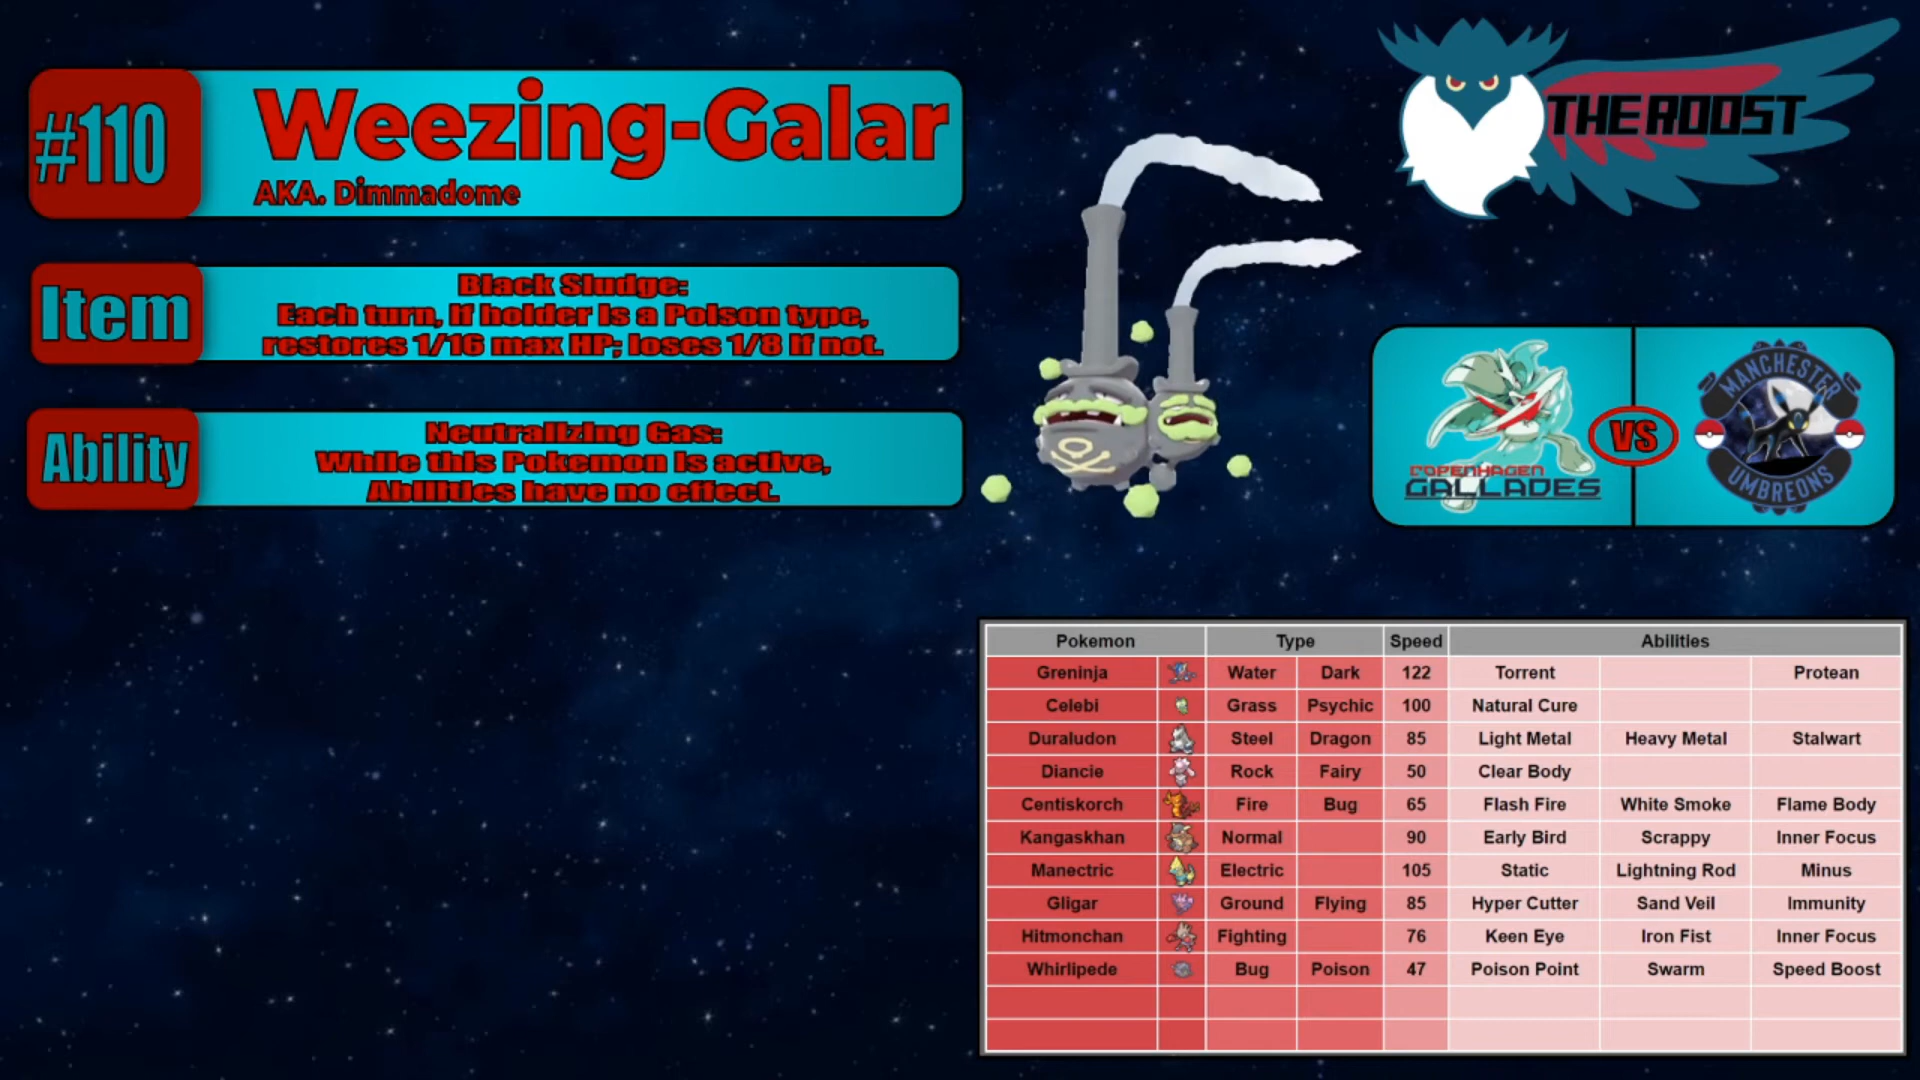 #110
Weezing-Galar
AKA. Dimmadome
THE ROOST
Item
Black Sludge:
Each turn, if holder is a Poison type,
restores 1/16 max HP; loses 1/8 if not.
Ability
Neutralizing Gas:
While this Pokemon is active,
Abilities have no effect.
COPENHAGEN
GALLADES
VS
MANCHESTER
UMBREONS
Pokemon Type Speed Abilities
Greninja Water Dark 122 Torrent Protean
Celebi Grass Psychic 100 Natural Cure
Duraludon Steel Dragon 85 Light Metal Heavy Metal Stalwart
Diancie Rock Fairy 50 Clear Body
Centiskorch Fire Bug 65 Flash Fire White Smoke Flame Body
Kangaskhan Normal 90 Early Bird Scrappy Inner Focus
Manectric Electric 105 Static Lightning Rod Minus
Gligar Ground Flying 85 Hyper Cutter Sand Veil Immunity
Hitmonchan Fighting 76 Keen Eye Iron Fist Inner Focus
Whirlipede Bug Poison 47 Poison Point Swarm Speed Boost